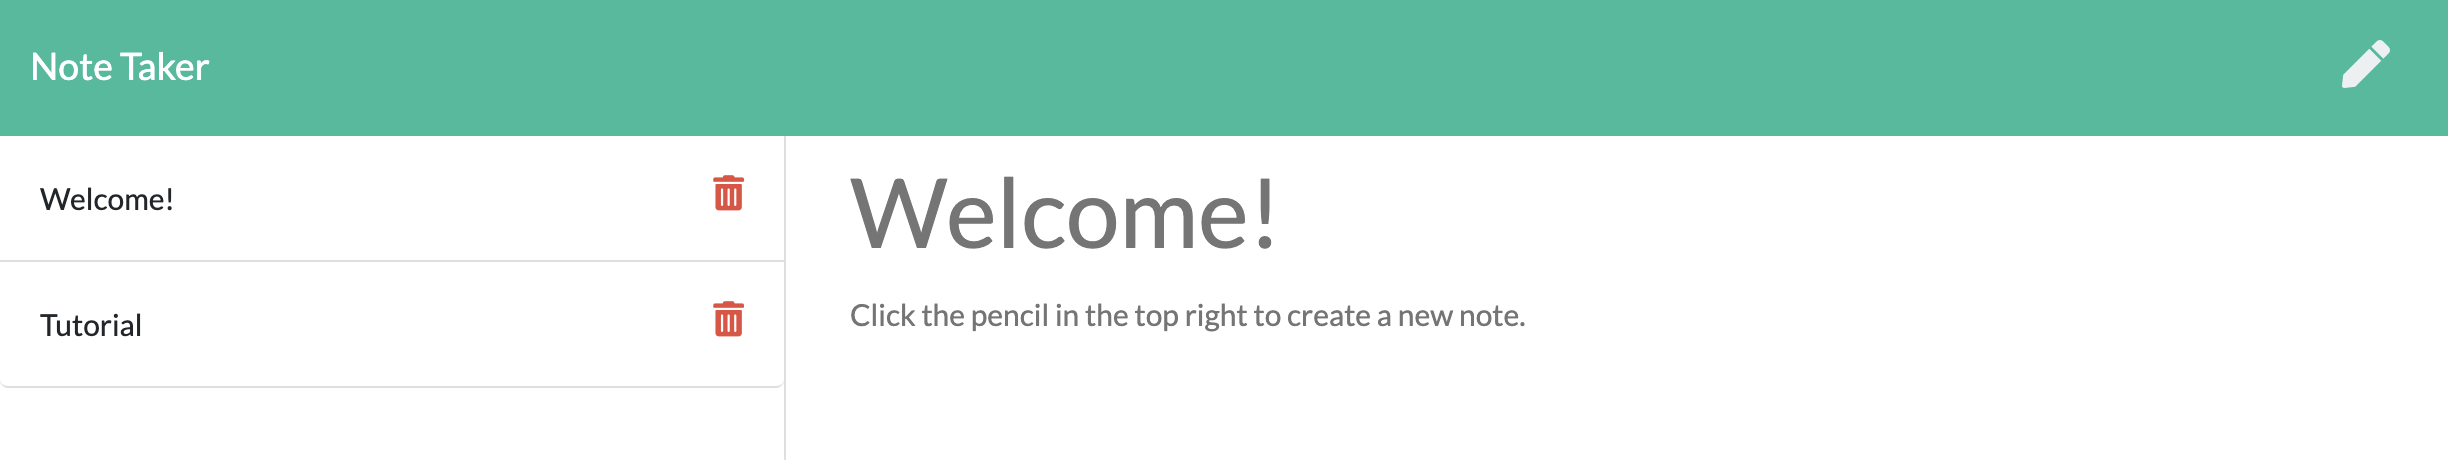 Note Taker
Welcome!
Tutorial
Welcome!
Click the pencil in the top right to create a new note.